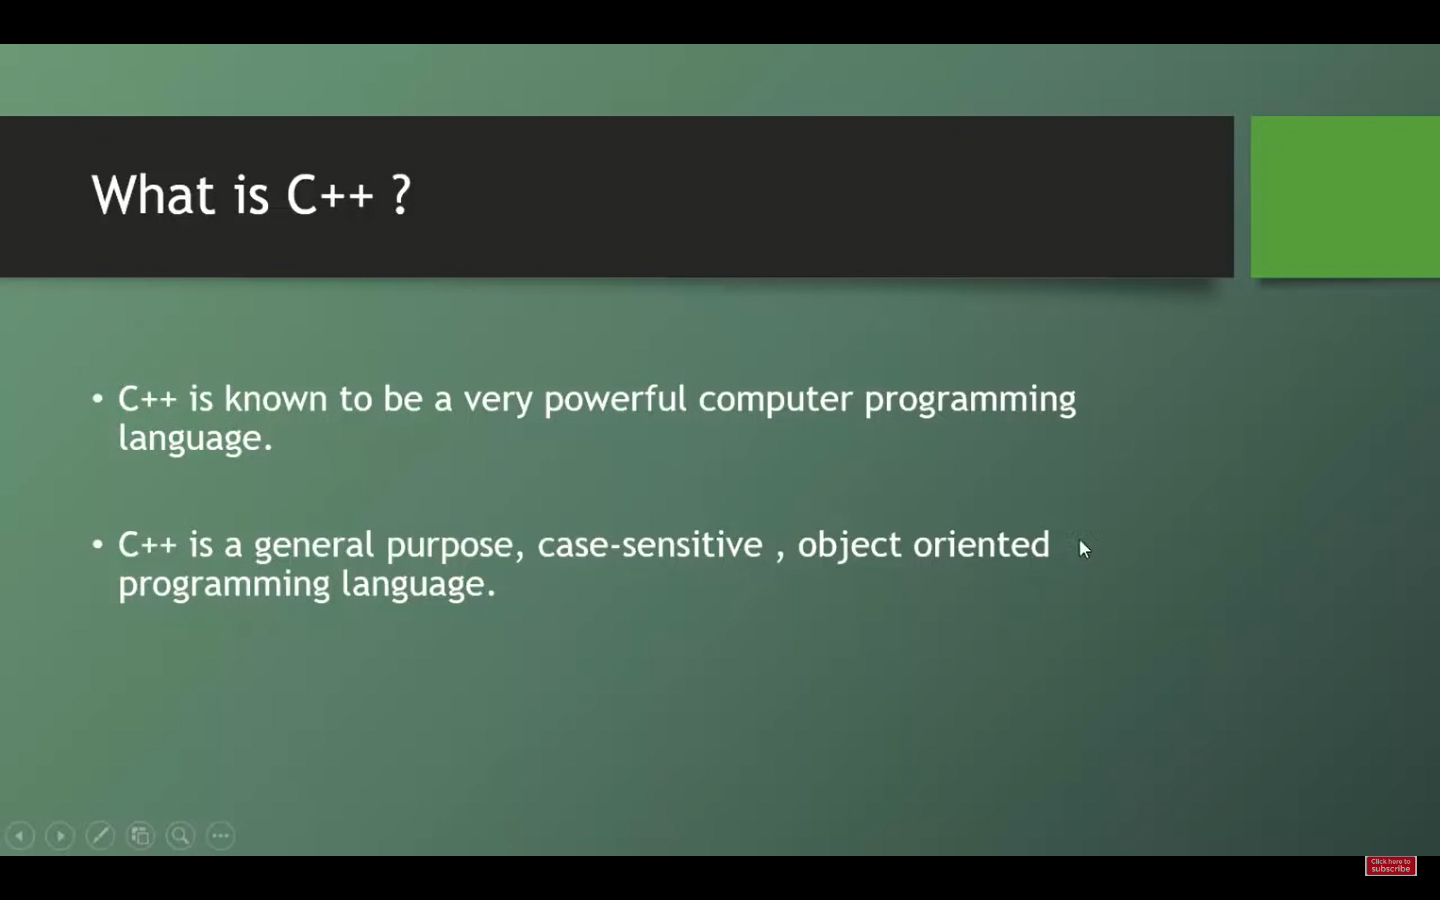 What is C++ ?
• C++ is known to be a very powerful computer programming
language.
• C++ is a general purpose, case-sensitive , object oriented
programming language.
Click here to
subscribe